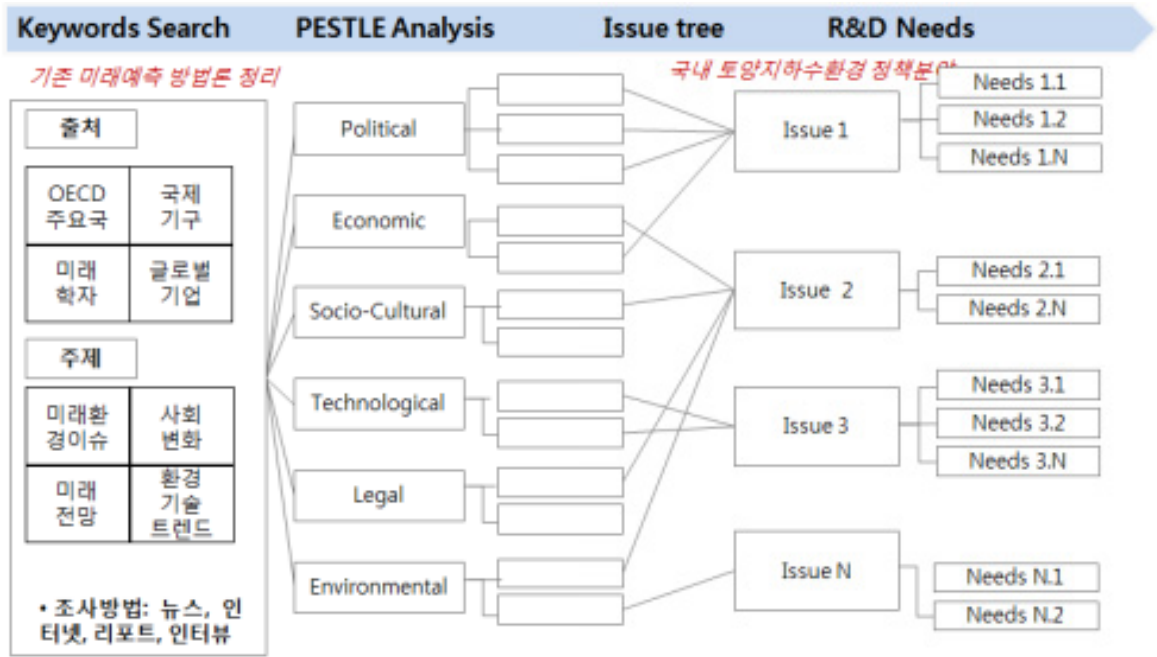 Keywords Search
PESTLE Analysis
Issue tree
R&D Needs
기존 미래예측 방법론 정리
국내 토양지하수환경 정책분야
출처
OECD
주요국
국제
기구
미래
학자
글로벌
기업
주제
미래환
경이슈
사회
변화
미래
전망
환경
기술
트렌드
• 조사방법: 뉴스, 인
터넷, 리포트, 인터뷰
Political
Economic
Socio-Cultural
Technological
Legal
Environmental
Issue 1
Issue 2
Issue 3
Issue N
Needs 1.1
Needs 1.2
Needs 1.N
Needs 2.1
Needs 2.N
Needs 3.1
Needs 3.2
Needs 3.N
Needs N.1
Needs N.2